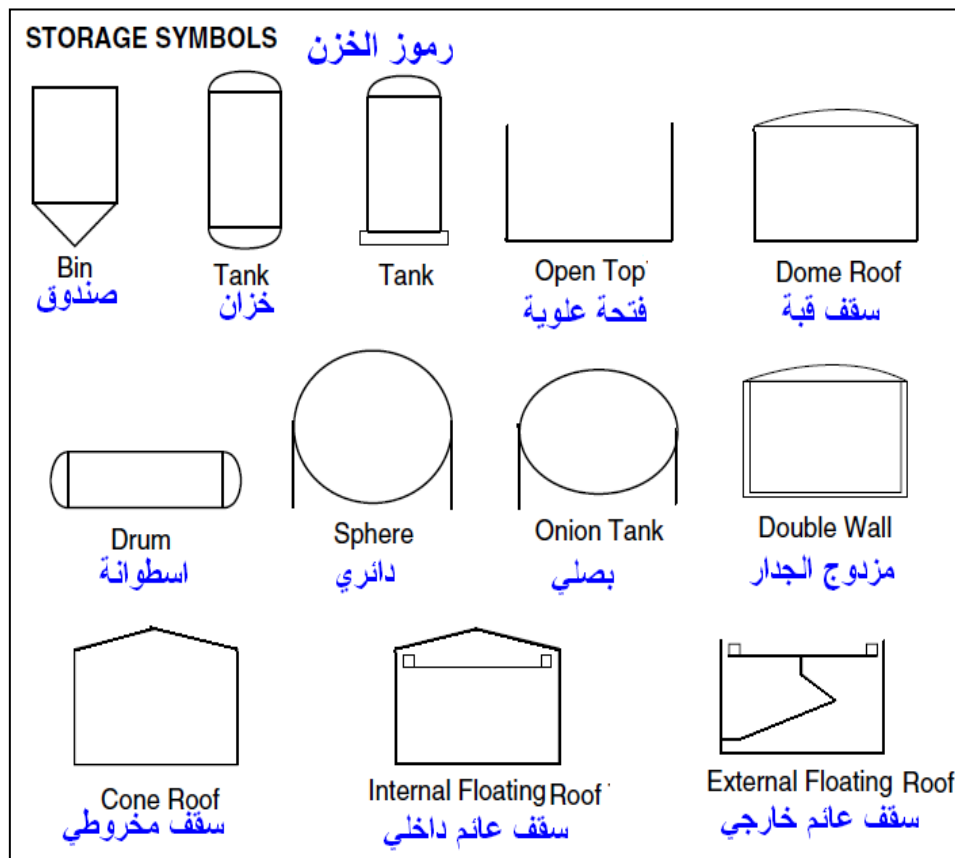 STORAGE SYMBOLS رموز الخزن
Bin
صندوق
Tank
خزان
Tank
Open Top
فتحة علوية
Dome Roof
سقف قبة
Drum
اسطوانة
Sphere
دائري
Onion Tank
بصلي
Double Wall
مزدوج الجدار
Cone Roof
سقف مخروطي
Internal Floating Roof
سقف عائم داخلي
External Floating Roof
سقف عائم خارجي